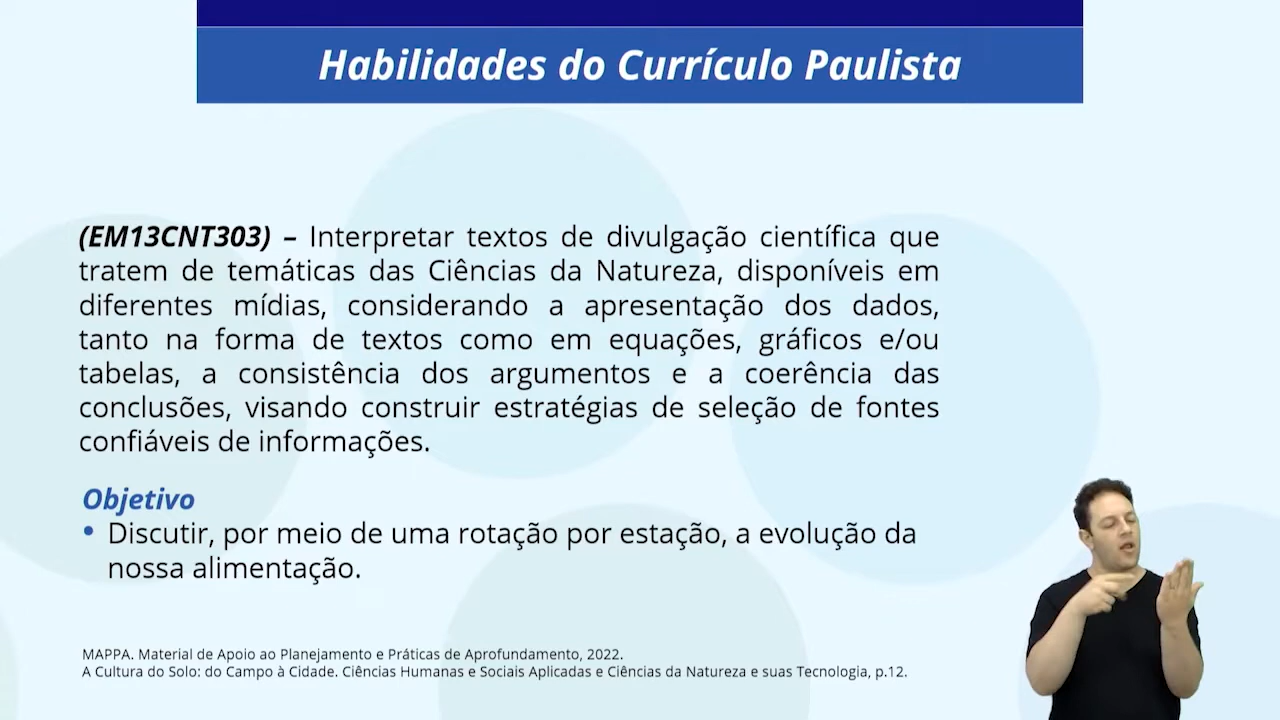 Habilidades do Currículo Paulista
(EM13CNT303) – Interpretar textos de divulgação científica que
tratem de temáticas das Ciências da Natureza, disponíveis em
diferentes mídias, considerando a apresentação dos dados,
tanto na forma de textos como em equações, gráficos e/ou
tabelas, a consistência dos argumentos e a coerência das
conclusões, visando construir estratégias de seleção de fontes
confiáveis de informações.
Objetivo
• Discutir, por meio de uma rotação por estação, a evolução da
nossa alimentação.
MAPPA. Material de Apoio ao Planejamento e Práticas de Aprofundamento, 2022.
A Cultura do Solo: do Campo à Cidade. Ciências Humanas e Sociais Aplicadas e Ciências da Natureza e suas Tecnologia, p.12.